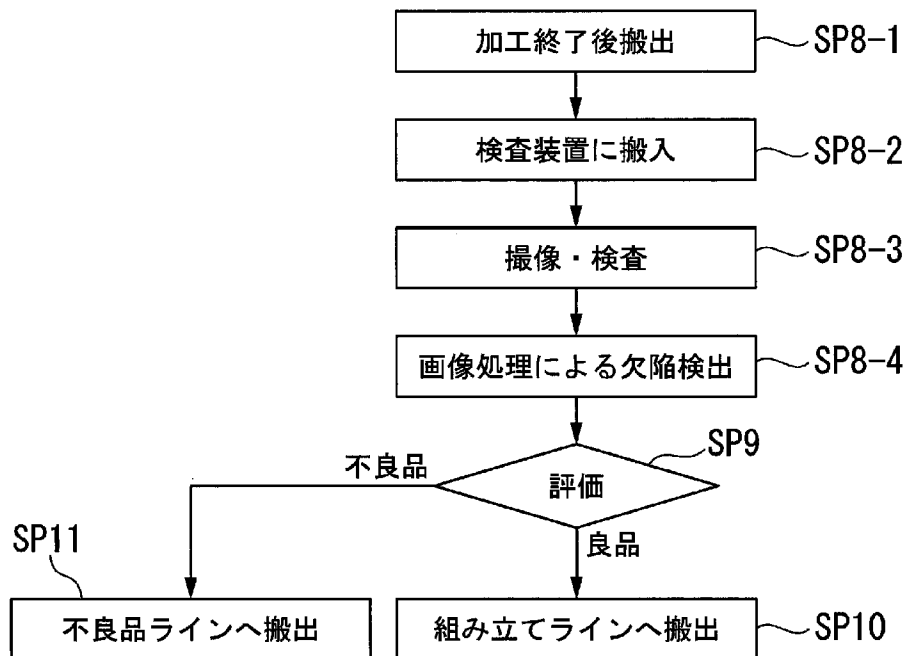 加工終了後搬出
SP8-1
検査装置に搬入
SP8-2
撮像・検査
SP8-3
画像処理による欠陥検出
SP8-4
SP9
不良品
評価
良品
SP11
不良品ラインへ搬出
組み立てラインへ搬出
SP10